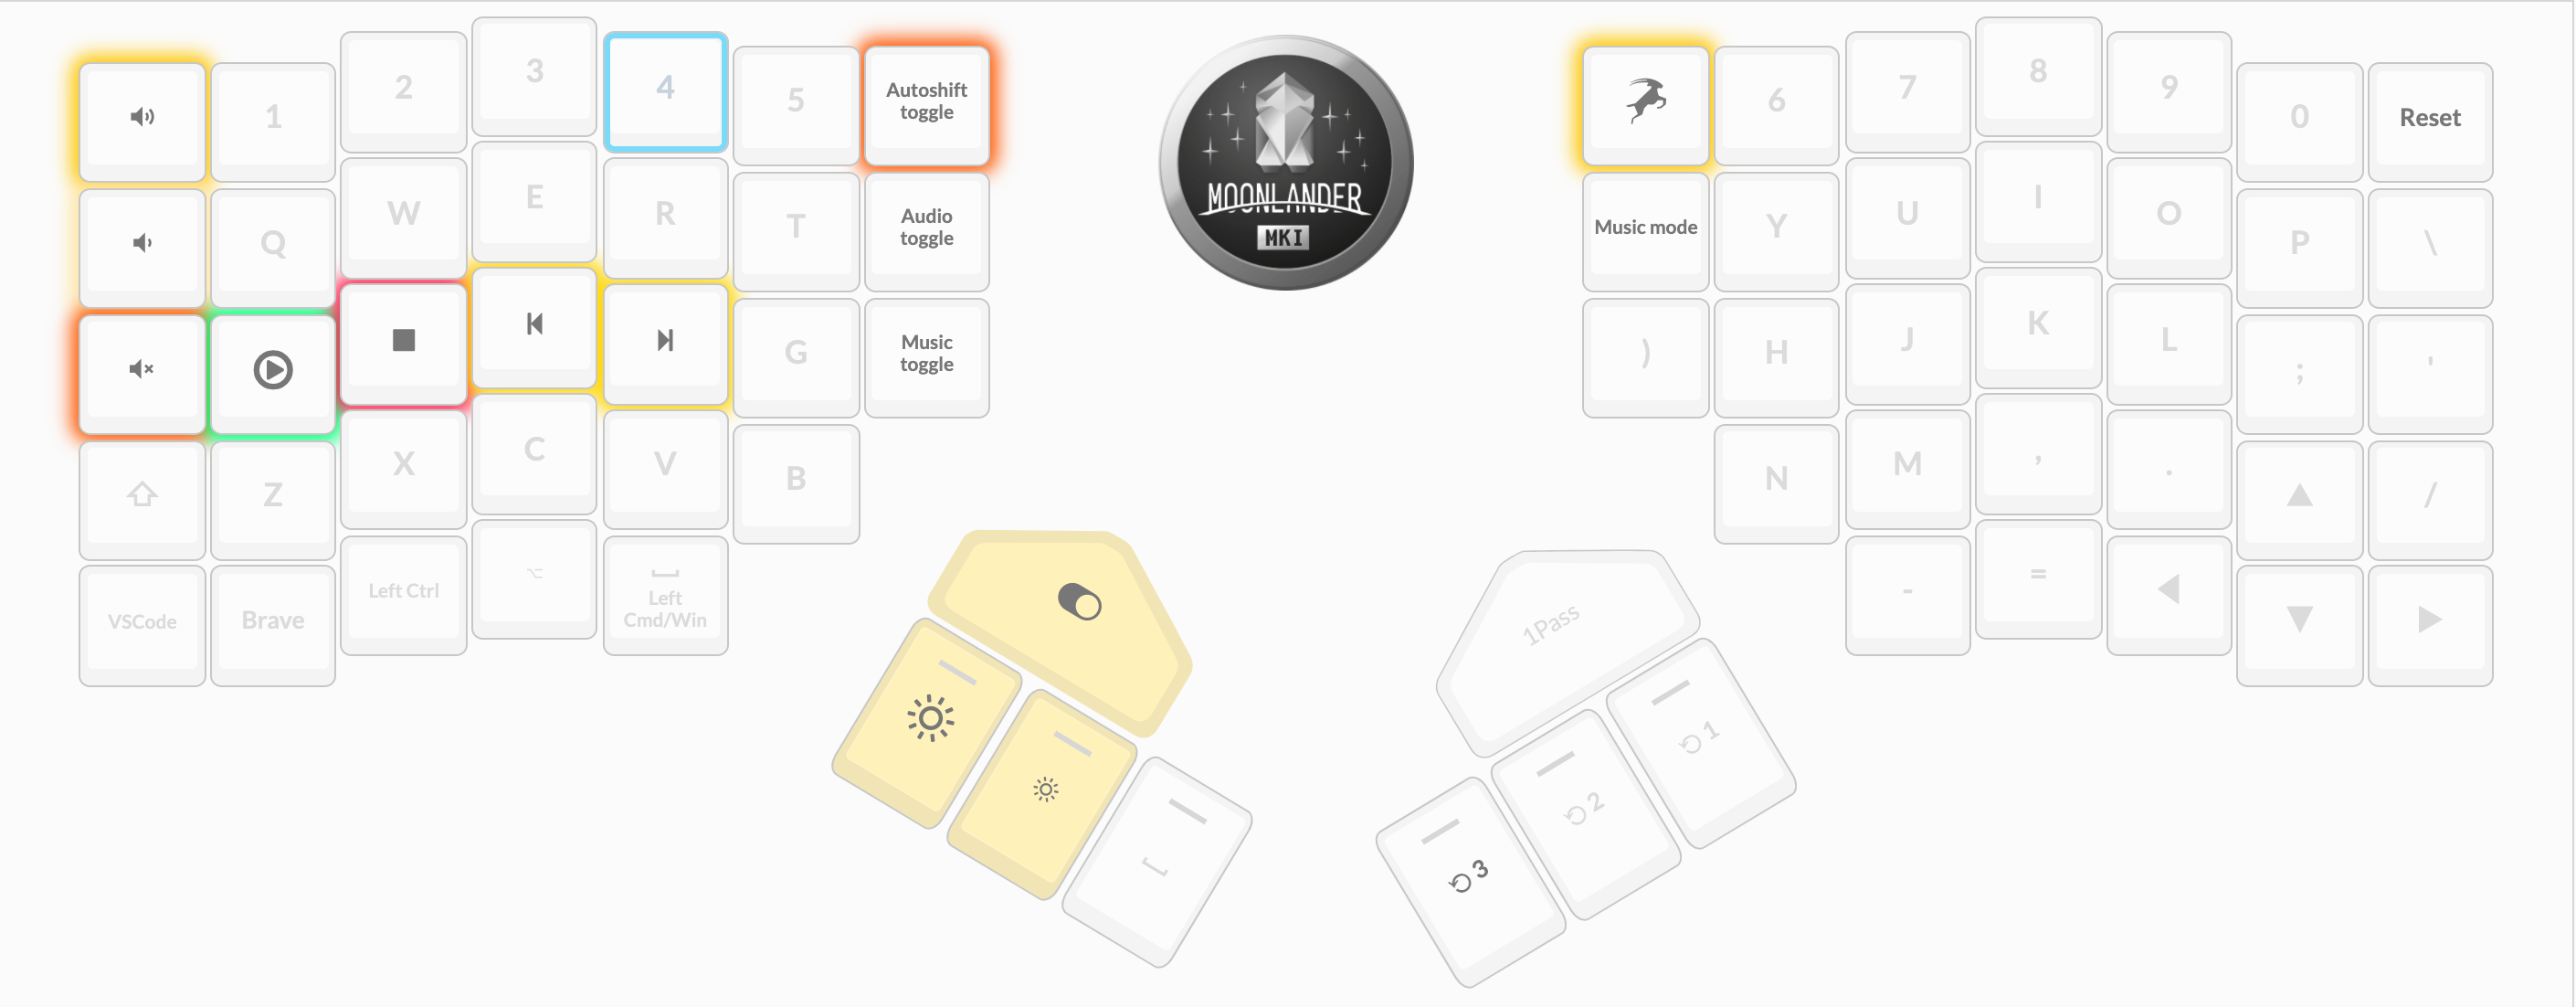 1
2
3
4
5
Autoshift
toggle
6
7
8
9
0
Reset
Q
W
E
R
T
Audio
toggle
MOONLANDER
MKI
Music mode
Y
U
I
O
P
\
G
Music
toggle
)
H
J
K
L
;
'
Z
X
C
V
B
N
M
,
.
/
VSCode
Brave
Left Ctrl
⌥
Left
Cmd/Win
-
=
1Pass
1
2
3